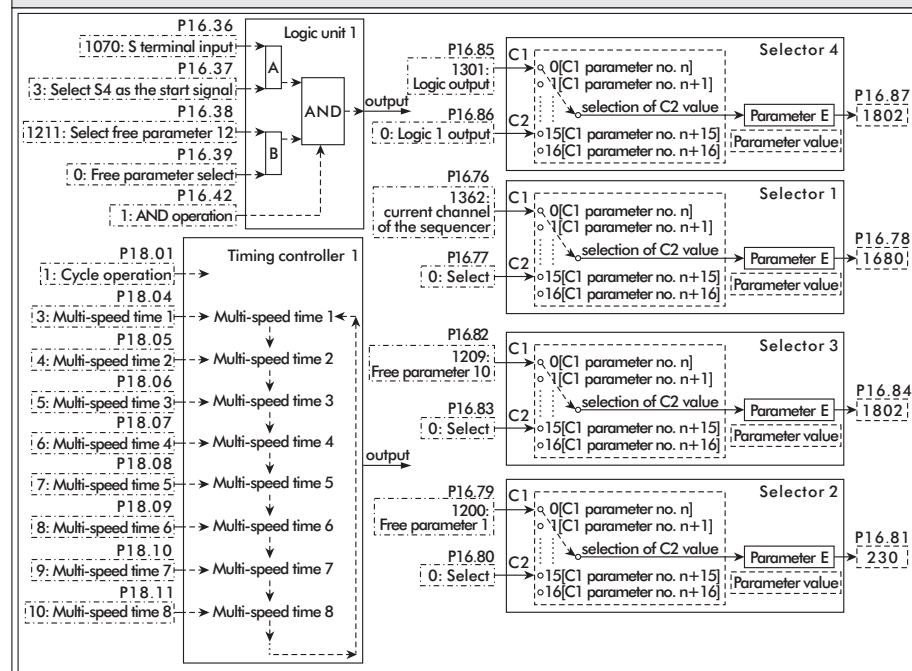 P16.36
1070: S terminal input
P16.37
3: Select S4 as the start signal
P16.38
1211: Select free parameter 12
P16.39
0: Free parameter select
P16.42
1: AND operation
Logic unit 1
A
B
AND
output
P18.01
1: Cycle operation
P18.04
3: Multi-speed time 1
P18.05
4: Multi-speed time 2
P18.06
5: Multi-speed time 3
P18.07
6: Multi-speed time 4
P18.08
7: Multi-speed time 5
P18.09
8: Multi-speed time 6
P18.10
9: Multi-speed time 7
P18.11
10: Multi-speed time 8
Timing controller 1
Multi-speed time 1
Multi-speed time 2
Multi-speed time 3
Multi-speed time 4
Multi-speed time 5
Multi-speed time 6
Multi-speed time 7
Multi-speed time 8
output
P16.85
1301:
Logic output
P16.86
0: Logic 1 output
C1
C2
Selector 4
0[C1 parameter no. n]
1[C1 parameter no. n+1]
selection of C2 value
15[C1 parameter no. n+15]
16[C1 parameter no. n+16]
Parameter E
Parameter value
P16.87
1802
P16.76
1362:
current channel
of the sequencer
P16.77
0: Select
C1
C2
Selector 1
0[C1 parameter no. n]
1[C1 parameter no. n+1]
selection of C2 value
15[C1 parameter no. n+15]
16[C1 parameter no. n+16]
Parameter E
Parameter value
P16.78
1680
P16.82
1209:
Free parameter 10
P16.83
0: Select
C1
C2
Selector 3
0[C1 parameter no. n]
1[C1 parameter no. n+1]
selection of C2 value
15[C1 parameter no. n+15]
16[C1 parameter no. n+16]
Parameter E
Parameter value
P16.84
1802
P16.79
1200:
Free parameter 1
P16.80
0: Select
C1
C2
Selector 2
0[C1 parameter no. n]
1[C1 parameter no. n+1]
selection of C2 value
15[C1 parameter no. n+15]
16[C1 parameter no. n+16]
Parameter E
Parameter value
P16.81
230